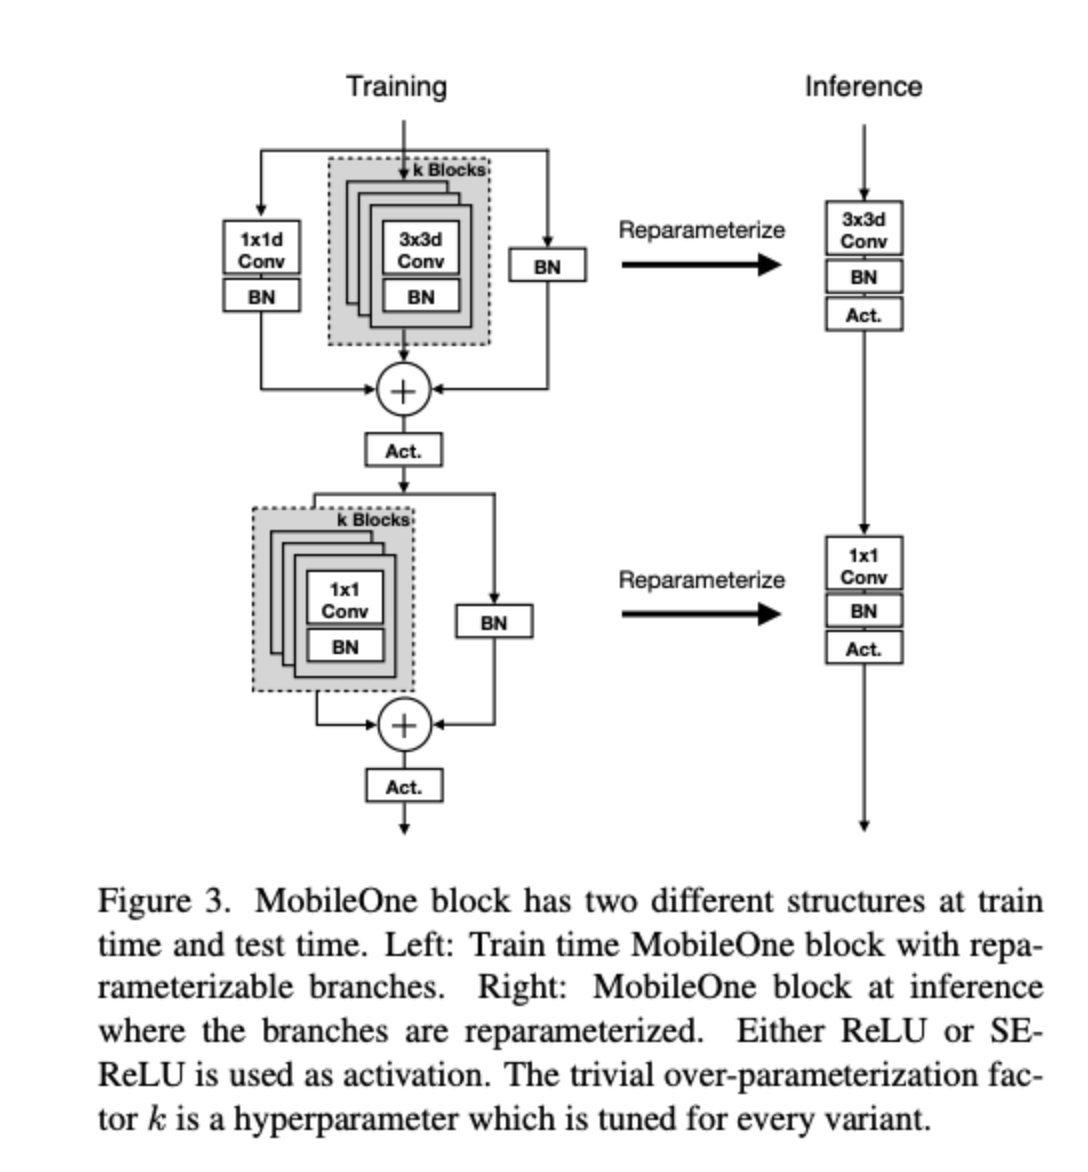 Training
Inference
k Blocks
1x1d
Conv
BN
3x3d
Conv
BN
BN
Reparameterize
3x3d
Conv
BN
Act.
+
Act.
k Blocks
1x1
Conv
BN
BN
Reparameterize
1x1
Conv
BN
Act.
+
Act.
Figure 3. MobileOne block has two different structures at train
time and test time. Left: Train time MobileOne block with repa-
rameterizable branches. Right: MobileOne block at inference
where the branches are reparameterized. Either ReLU or SE-
ReLU is used as activation. The trivial over-parameterization fac-
tor k is a hyperparameter which is tuned for every variant.